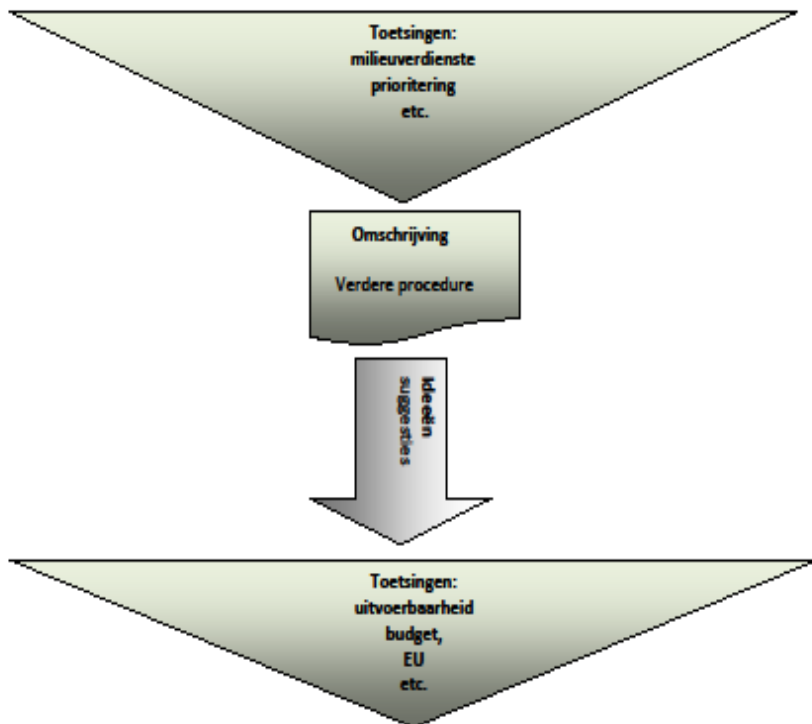 Toetsingen:
milieuverdienste
prioritering
etc.
Omschrijving
Verdere procedure
Ideeën
suggesties
Toetsingen:
uitvoerbaarheid
budget,
EU
etc.